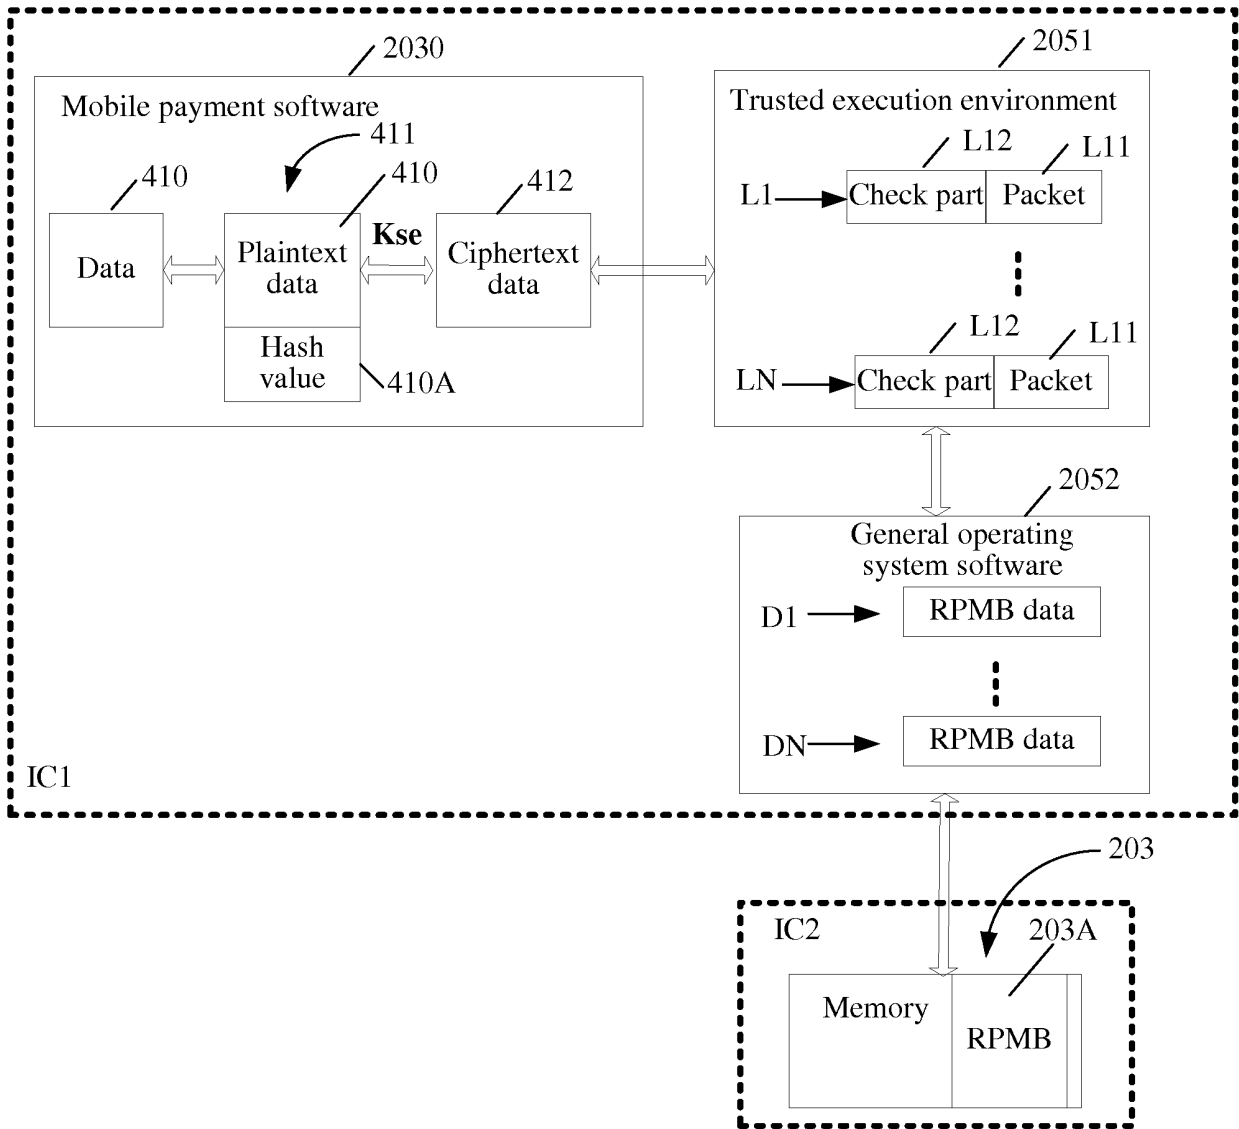 2030
2051
Mobile payment software
Trusted execution environment
411
L12
L11
410
410
412
L1
Check part
Packet
Data
Plaintext
data
Kse
Ciphertext
data
Hash
value
410A
L12
L11
LN
Check part
Packet
2052
General operating
system software
D1
RPMB data
DN
RPMB data
IC1
203
IC2
203A
Memory
RPMB